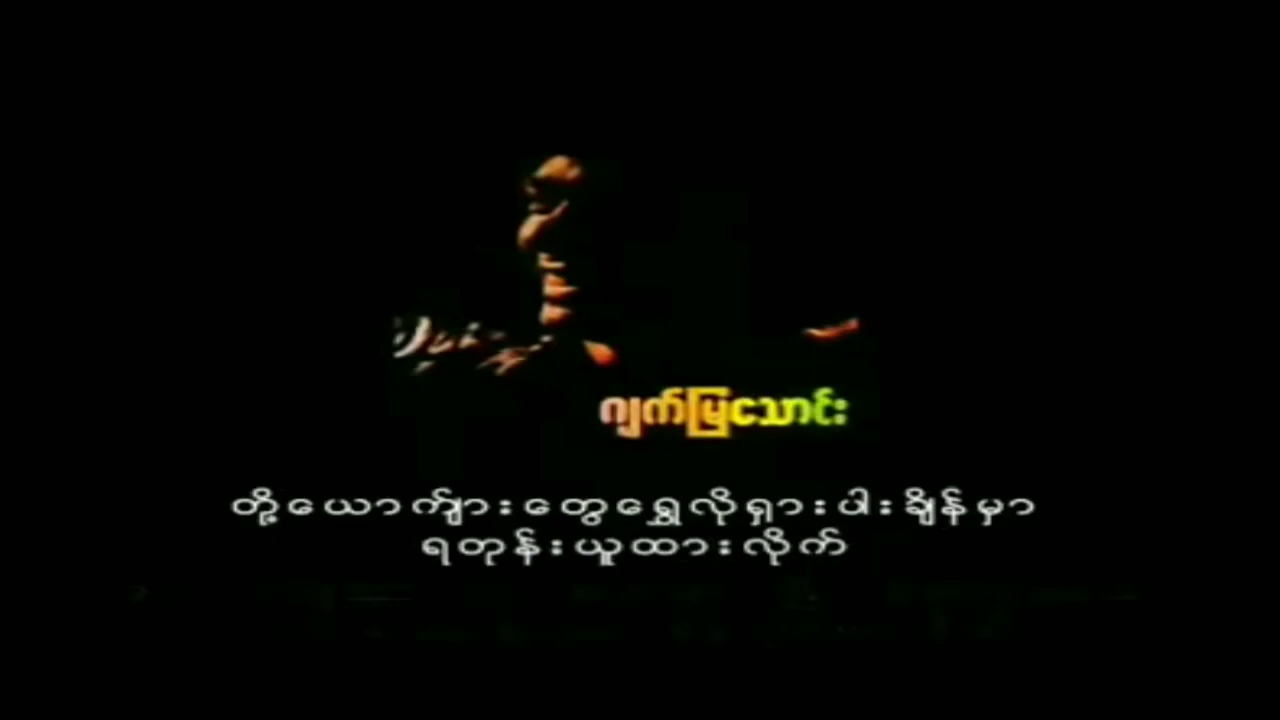 ဂျက်မြသောင်း
တို့ယောကျ်ားတွေရွှေလိုရှားပါးချိန်မှာ
ရတုန်းယူထားလိုက်